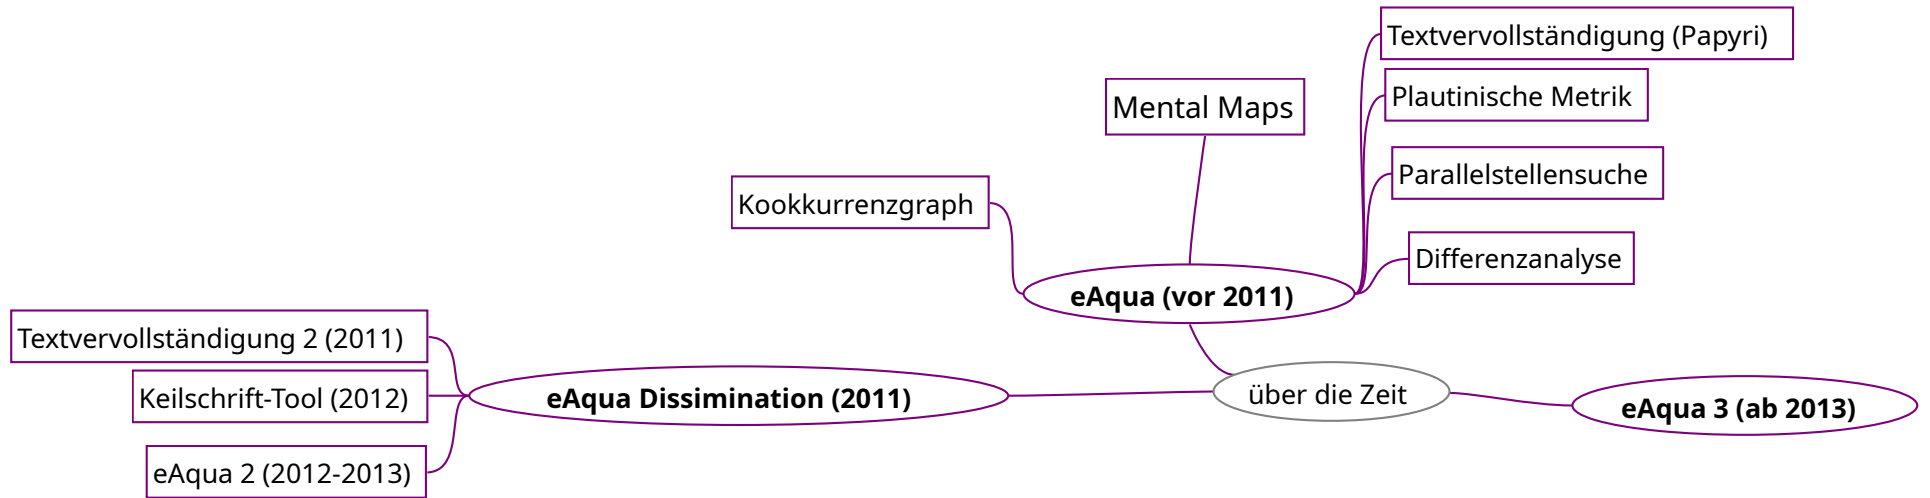 Textvervollständigung (Papyri)
Plautinische Metrik
Mental Maps
Parallelstellensuche
Kookkurrenzgraph
Differenzanalyse
eAqua (vor 2011)
Textvervollständigung 2 (2011)
Keilschrift-Tool (2012)
eAqua Dissimination (2011)
über die Zeit
eAqua 3 (ab 2013)
eAqua 2 (2012-2013)